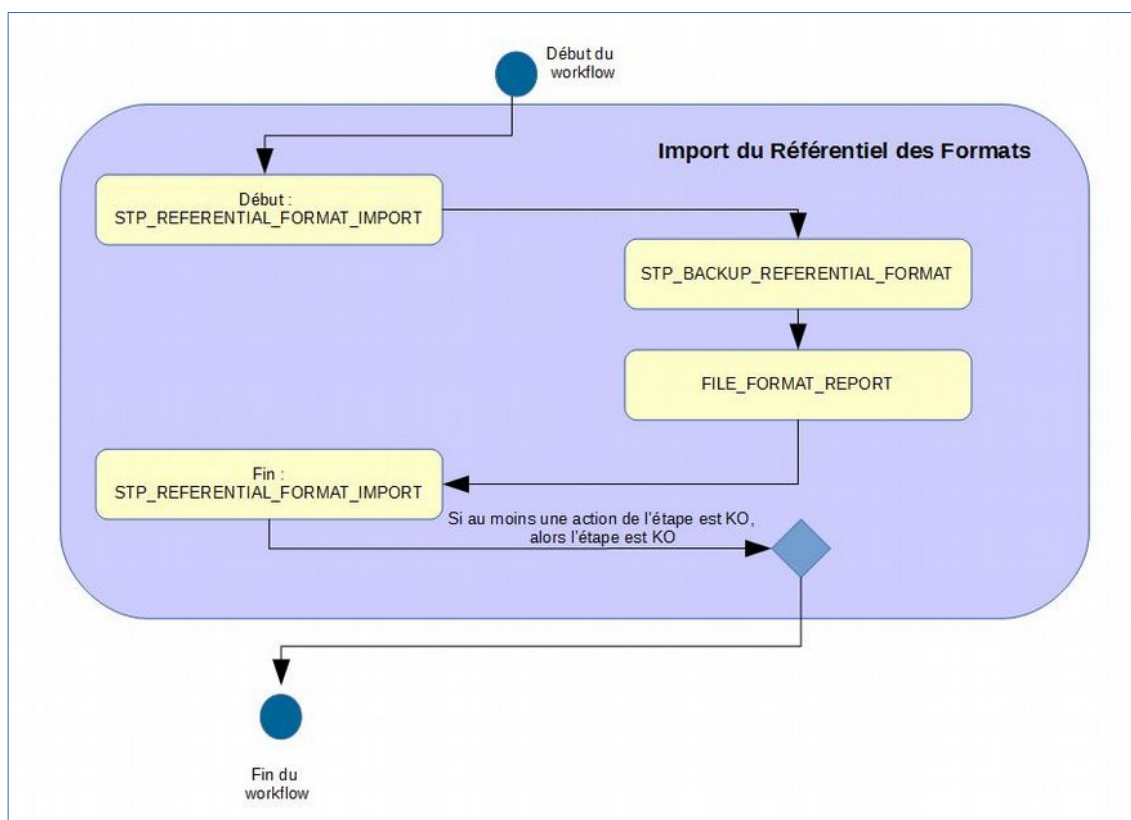 Début du
workflow
Import du Référentiel des Formats
Début :
STP_REFERENTIAL_FORMAT_IMPORT
STP_BACKUP_REFERENTIAL_FORMAT
FILE_FORMAT_REPORT
Fin :
STP_REFERENTIAL_FORMAT_IMPORT
Si au moins une action de l'étape est KO,
alors l'étape est KO
Fin du
workflow